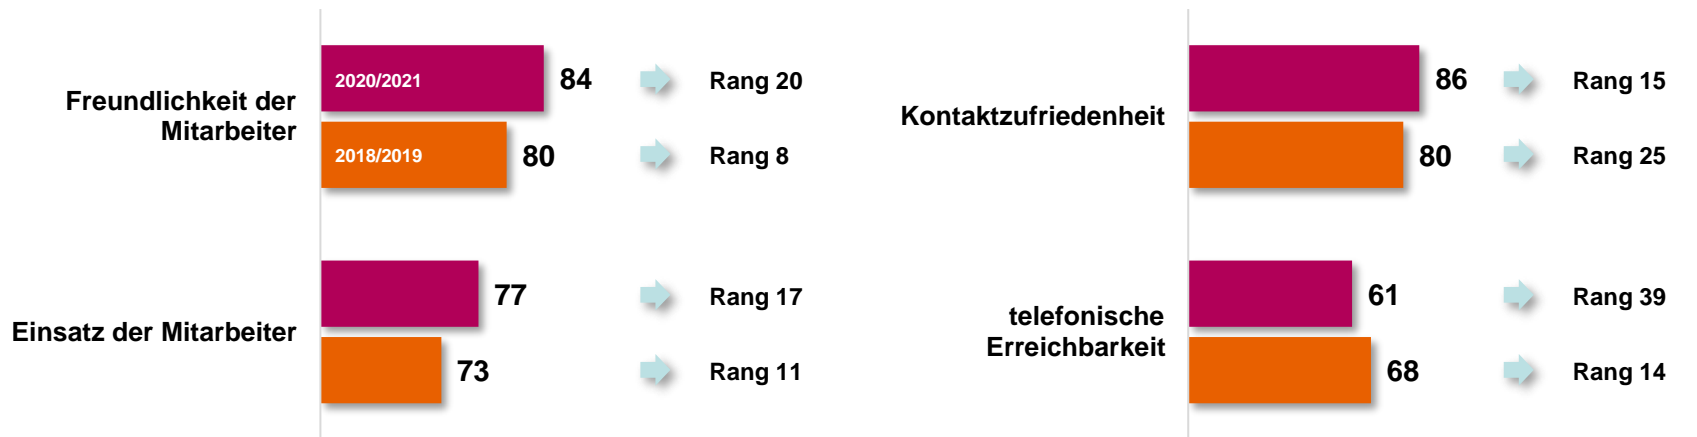 Freundlichkeit der
Mitarbeiter
2020/2021 84 Rang 20
2018/2019 80 Rang 8
Einsatz der Mitarbeiter
77 Rang 17
73 Rang 11
Kontaktzufriedenheit
86 Rang 15
80 Rang 25
telefonische
Erreichbarkeit
61 Rang 39
68 Rang 14